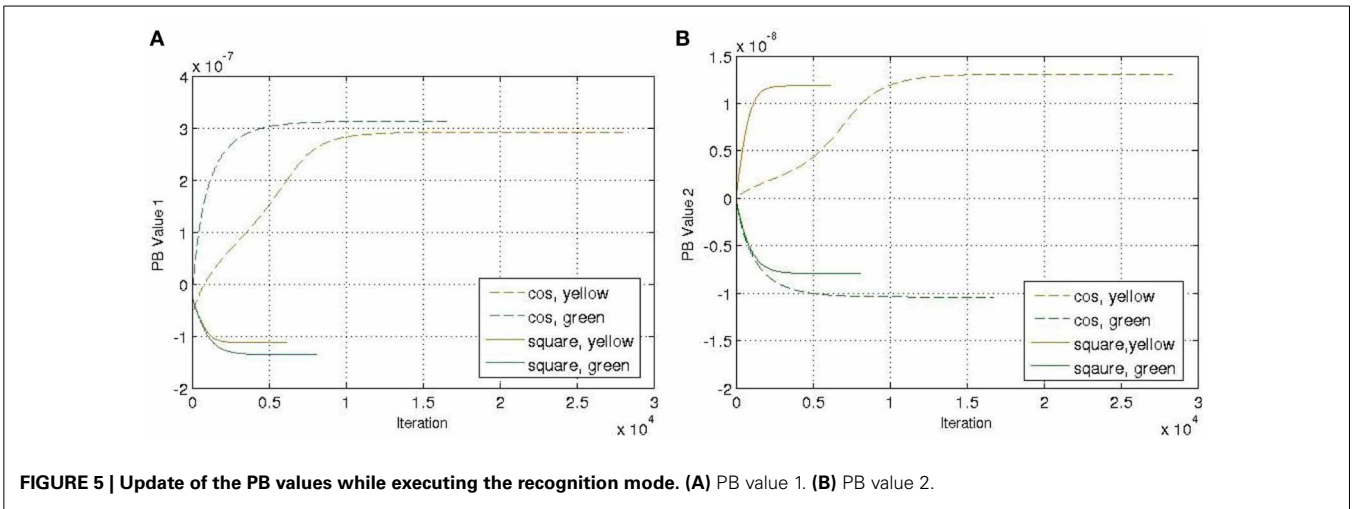 A
x 10^-7
4
3
2
1
0
-1
-2
PB Value 1
0 0.5 1 1.5 2 2.5 3
Iteration
x 10^4
cos, yellow
cos, green
square, yellow
square, green
B
x 10^-8
1.5
1
0.5
0
-0.5
-1
-1.5
-2
PB Value 2
0 0.5 1 1.5 2 2.5 3
Iteration
x 10^4
cos, yellow
cos, green
square,yellow
sqaure, green
FIGURE 5 | Update of the PB values while executing the recognition mode. (A) PB value 1. (B) PB value 2.